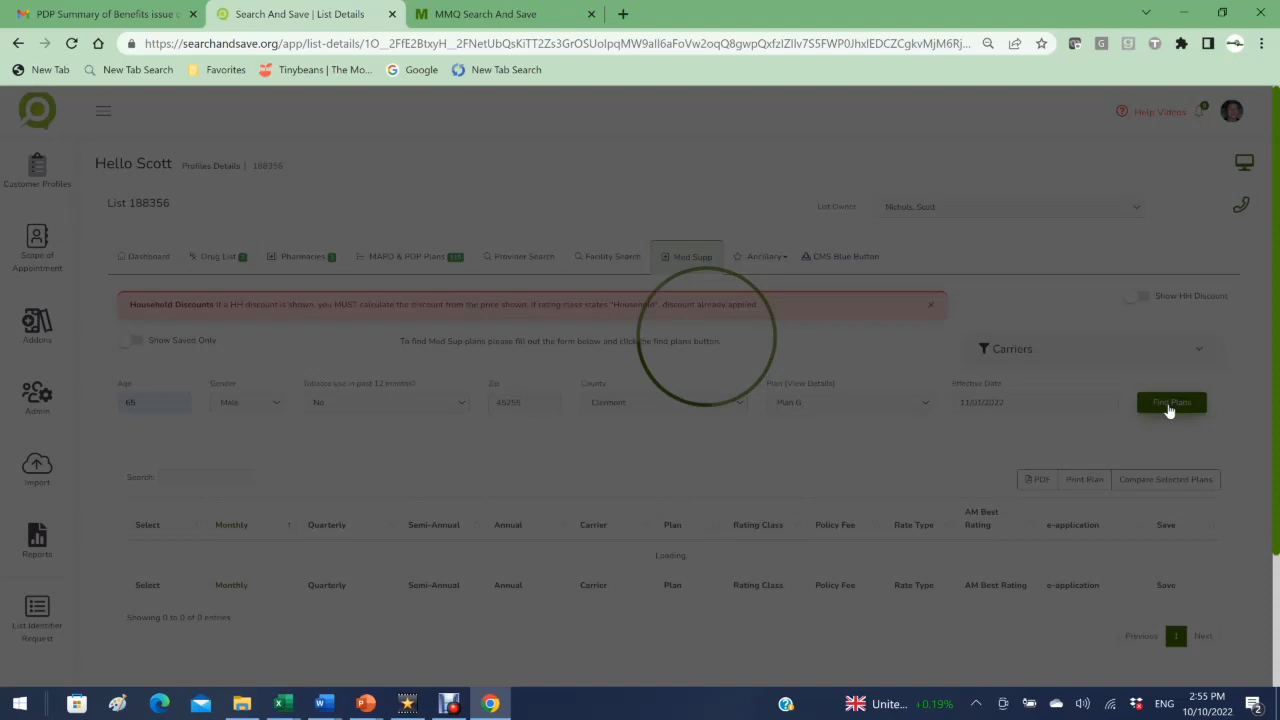 PDP Summary of Benefits issue
Search And Save | List Details
MMQ Search And Save
New Tab
New Tab Search
Favorites
Tinybeans | The Mo...
Google
New Tab Search
Help Videos
Hello Scott
Profiles Details | 188356
Customer Profiles
List 188356
List Owner
Nichols, Scott
Scope of
Appointment
Dashboard
Drug List
Pharmacies
MAPD & PDP Plans
Provider Search
Facility Search
Med Supp
Ancillary
CMS Blue Button
Household Discounts if a HH discount is shown, you MUST calculate the discount from the price shown. If rating class states "Household", discount already applied
Show HH Discount
Addons
Show Saved Only
To find Med Sup plans please fill out the form below and click the find plans button.
Carriers
Age
Gender
Tobacco use in past 12 months?
Zip
County
Plan (View Details)
Effective Date
65
Male
No
45255
Clermont
Plan G
11/01/2022
Find Plans
Admin
Import
Search:
PDF
Print Plan
Compare Selected Plans
Select
Monthly
Quarterly
Semi-Annual
Annual
Carrier
Plan
Rating Class
Policy Fee
Rate Type
AM Best
Rating
e-application
Save
Reports
Loading.
Select
Monthly
Quarterly
Semi-Annual
Annual
Carrier
Plan
Rating Class
Policy Fee
Rate Type
AM Best Rating
e-application
Save
Showing 0 to 0 of 0 entries
List Identifier
Request
Previous
1
Next
Unite...
+0.19%
ENG
2:55 PM
10/10/2022
2